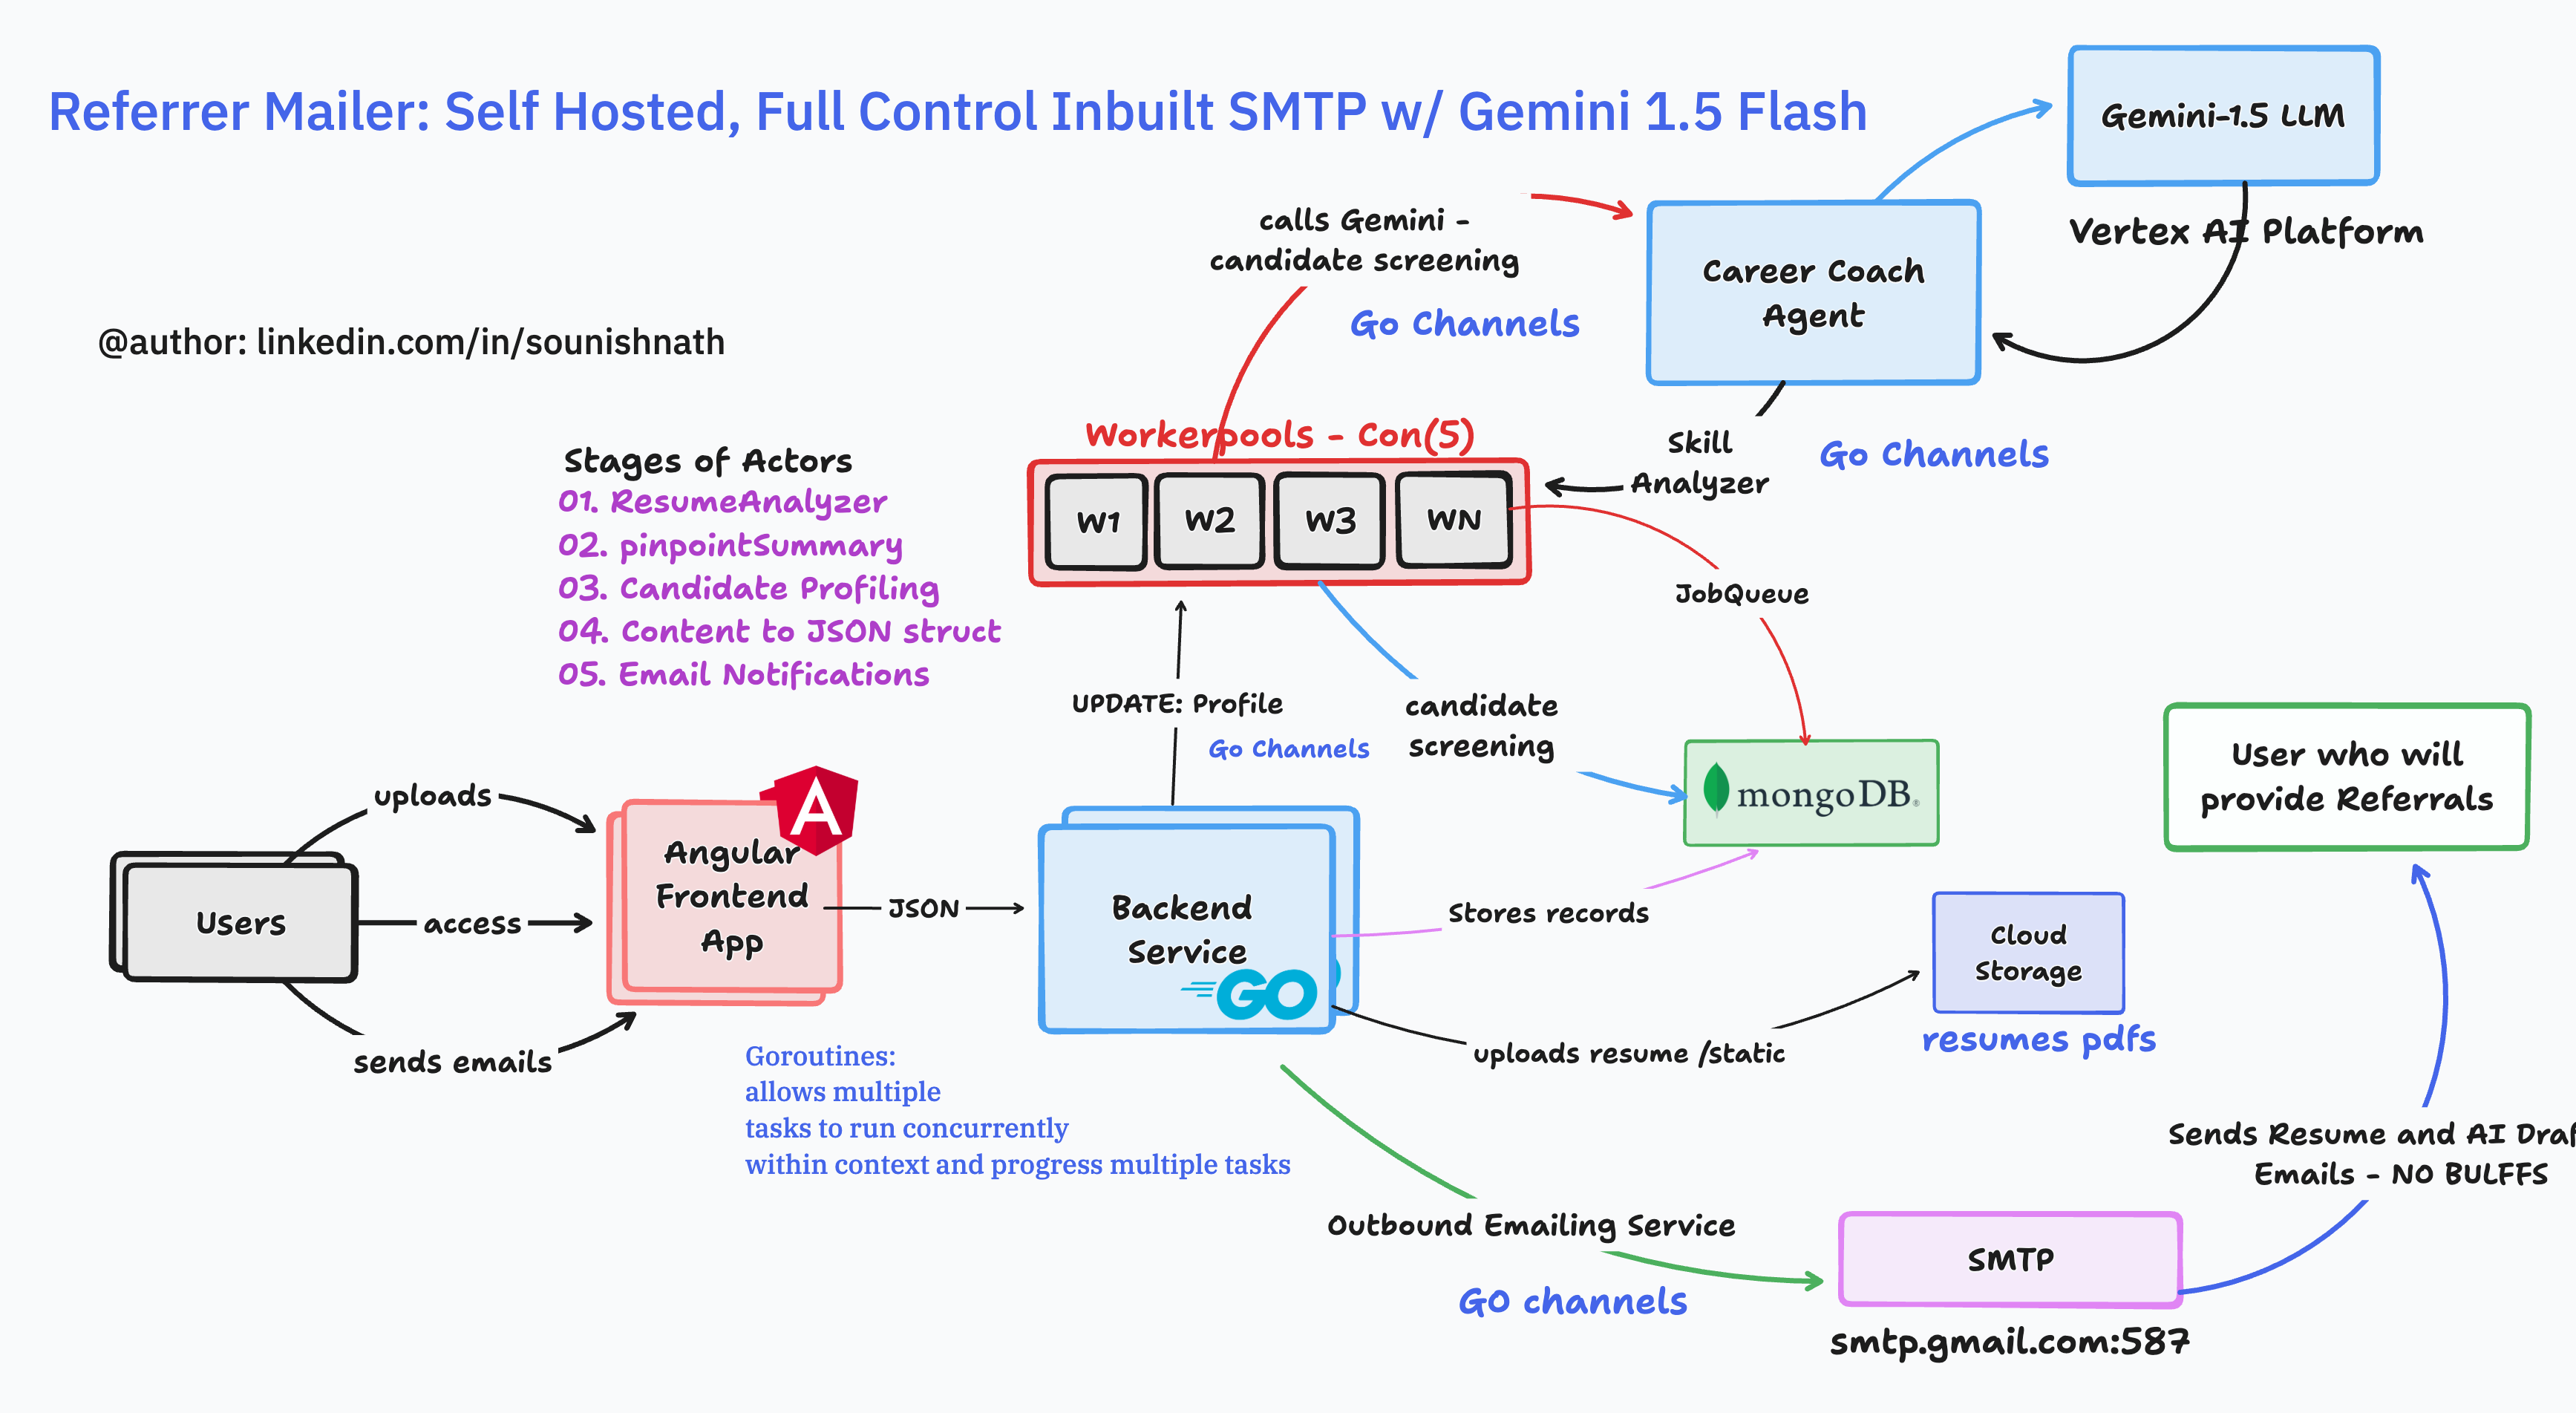 Referrer Mailer: Self Hosted, Full Control Inbuilt SMTP w/ Gemini 1.5 Flash
@author: linkedin.com/in/sounishnath
Gemini-1.5 LLM
Vertex AI Platform
calls Gemini -
candidate screening
Go Channels
Career Coach
Agent
Skill
Analyzer
Go Channels
Workerpools - Con(5)
W1
W2
W3
WN
Stages of Actors
01. ResumeAnalyzer
02. pinpointSummary
03. Candidate Profiling
04. Content to JSON struct
05. Email Notifications
JobQueue
UPDATE: Profile
Go Channels
candidate
screening
mongoDB®
User who will
provide Referrals
uploads
access
sends emails
Users
A
Angular
Frontend
App
JSON
Backend
Service
GO
Stores records
Cloud
Storage
resumes pdfs
uploads resume /static
Goroutines:
allows multiple
tasks to run concurrently
within context and progress multiple tasks
Outbound Emailing Service
GO channels
Sends Resume and AI
Emails - NO BULFFS
SMTP
smtp.gmail.com:587